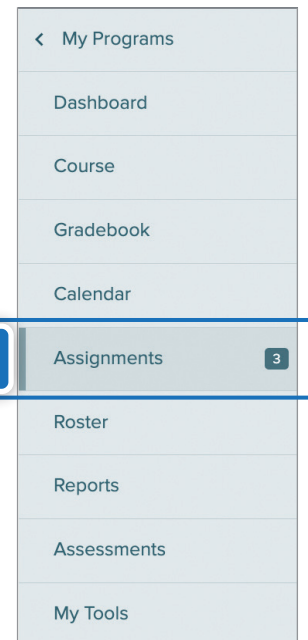 < My Programs
Dashboard
Course
Gradebook
Calendar
Assignments 3
Roster
Reports
Assessments
My Tools